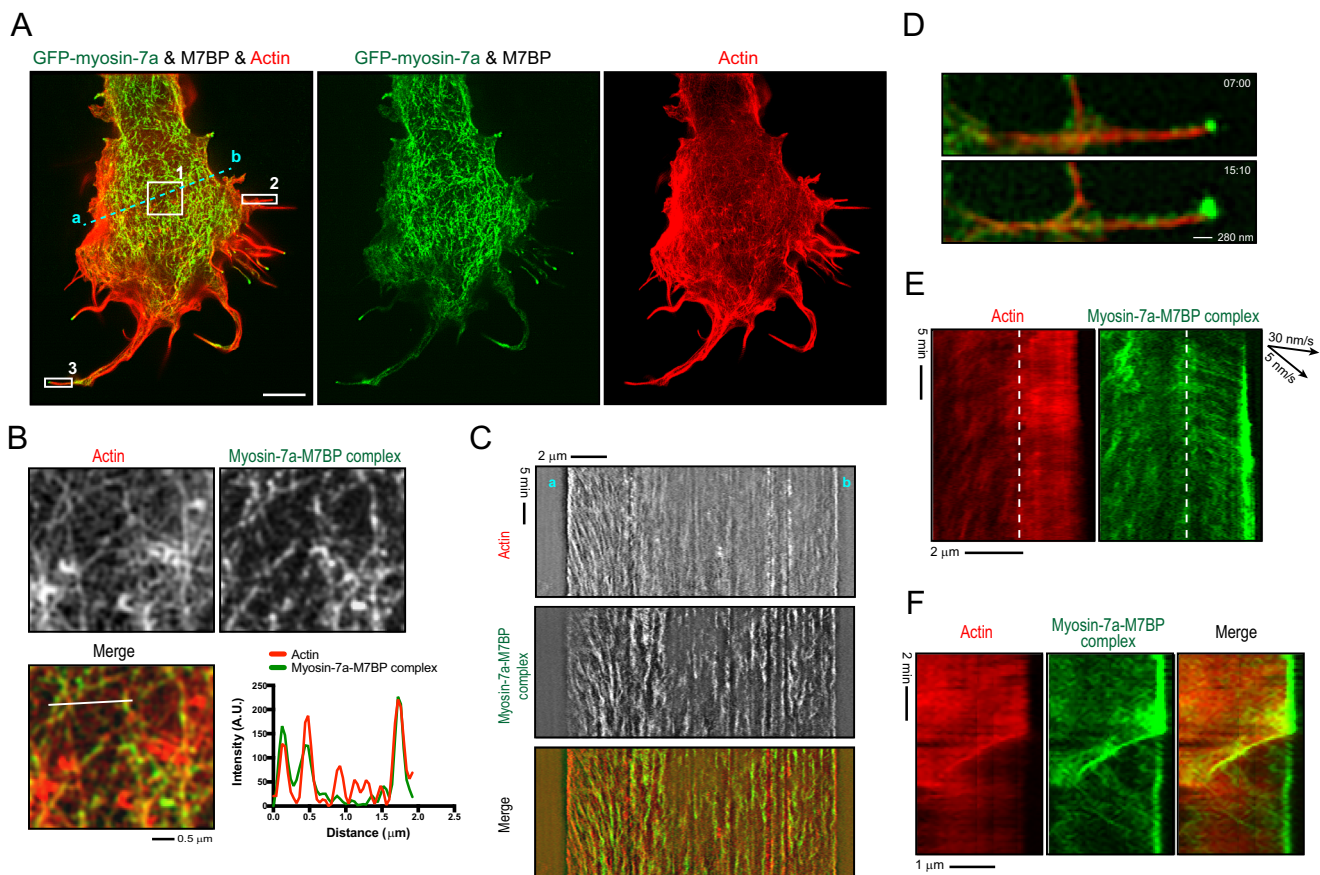 A
GFP-myosin-7a & M7BP & Actin
GFP-myosin-7a & M7BP
Actin
1
2
3
a
b
B
Actin
Myosin-7a-M7BP complex
Merge
0.5 μm
Actin
Myosin-7a-M7BP complex
Intensity (A.U.)
250
200
150
100
50
0
0.0
0.5
1.0
1.5
2.0
2.5
Distance (μm)
C
2 μm
5 min
a
b
Actin
Myosin-7a-M7BP
complex
Merge
D
07:00
15:10
280 nm
E
Actin
Myosin-7a-M7BP complex
5 min
30 nm/s
5 nm/s
2 μm
F
Actin
Myosin-7a-M7BP
complex
Merge
2 min
1 μm